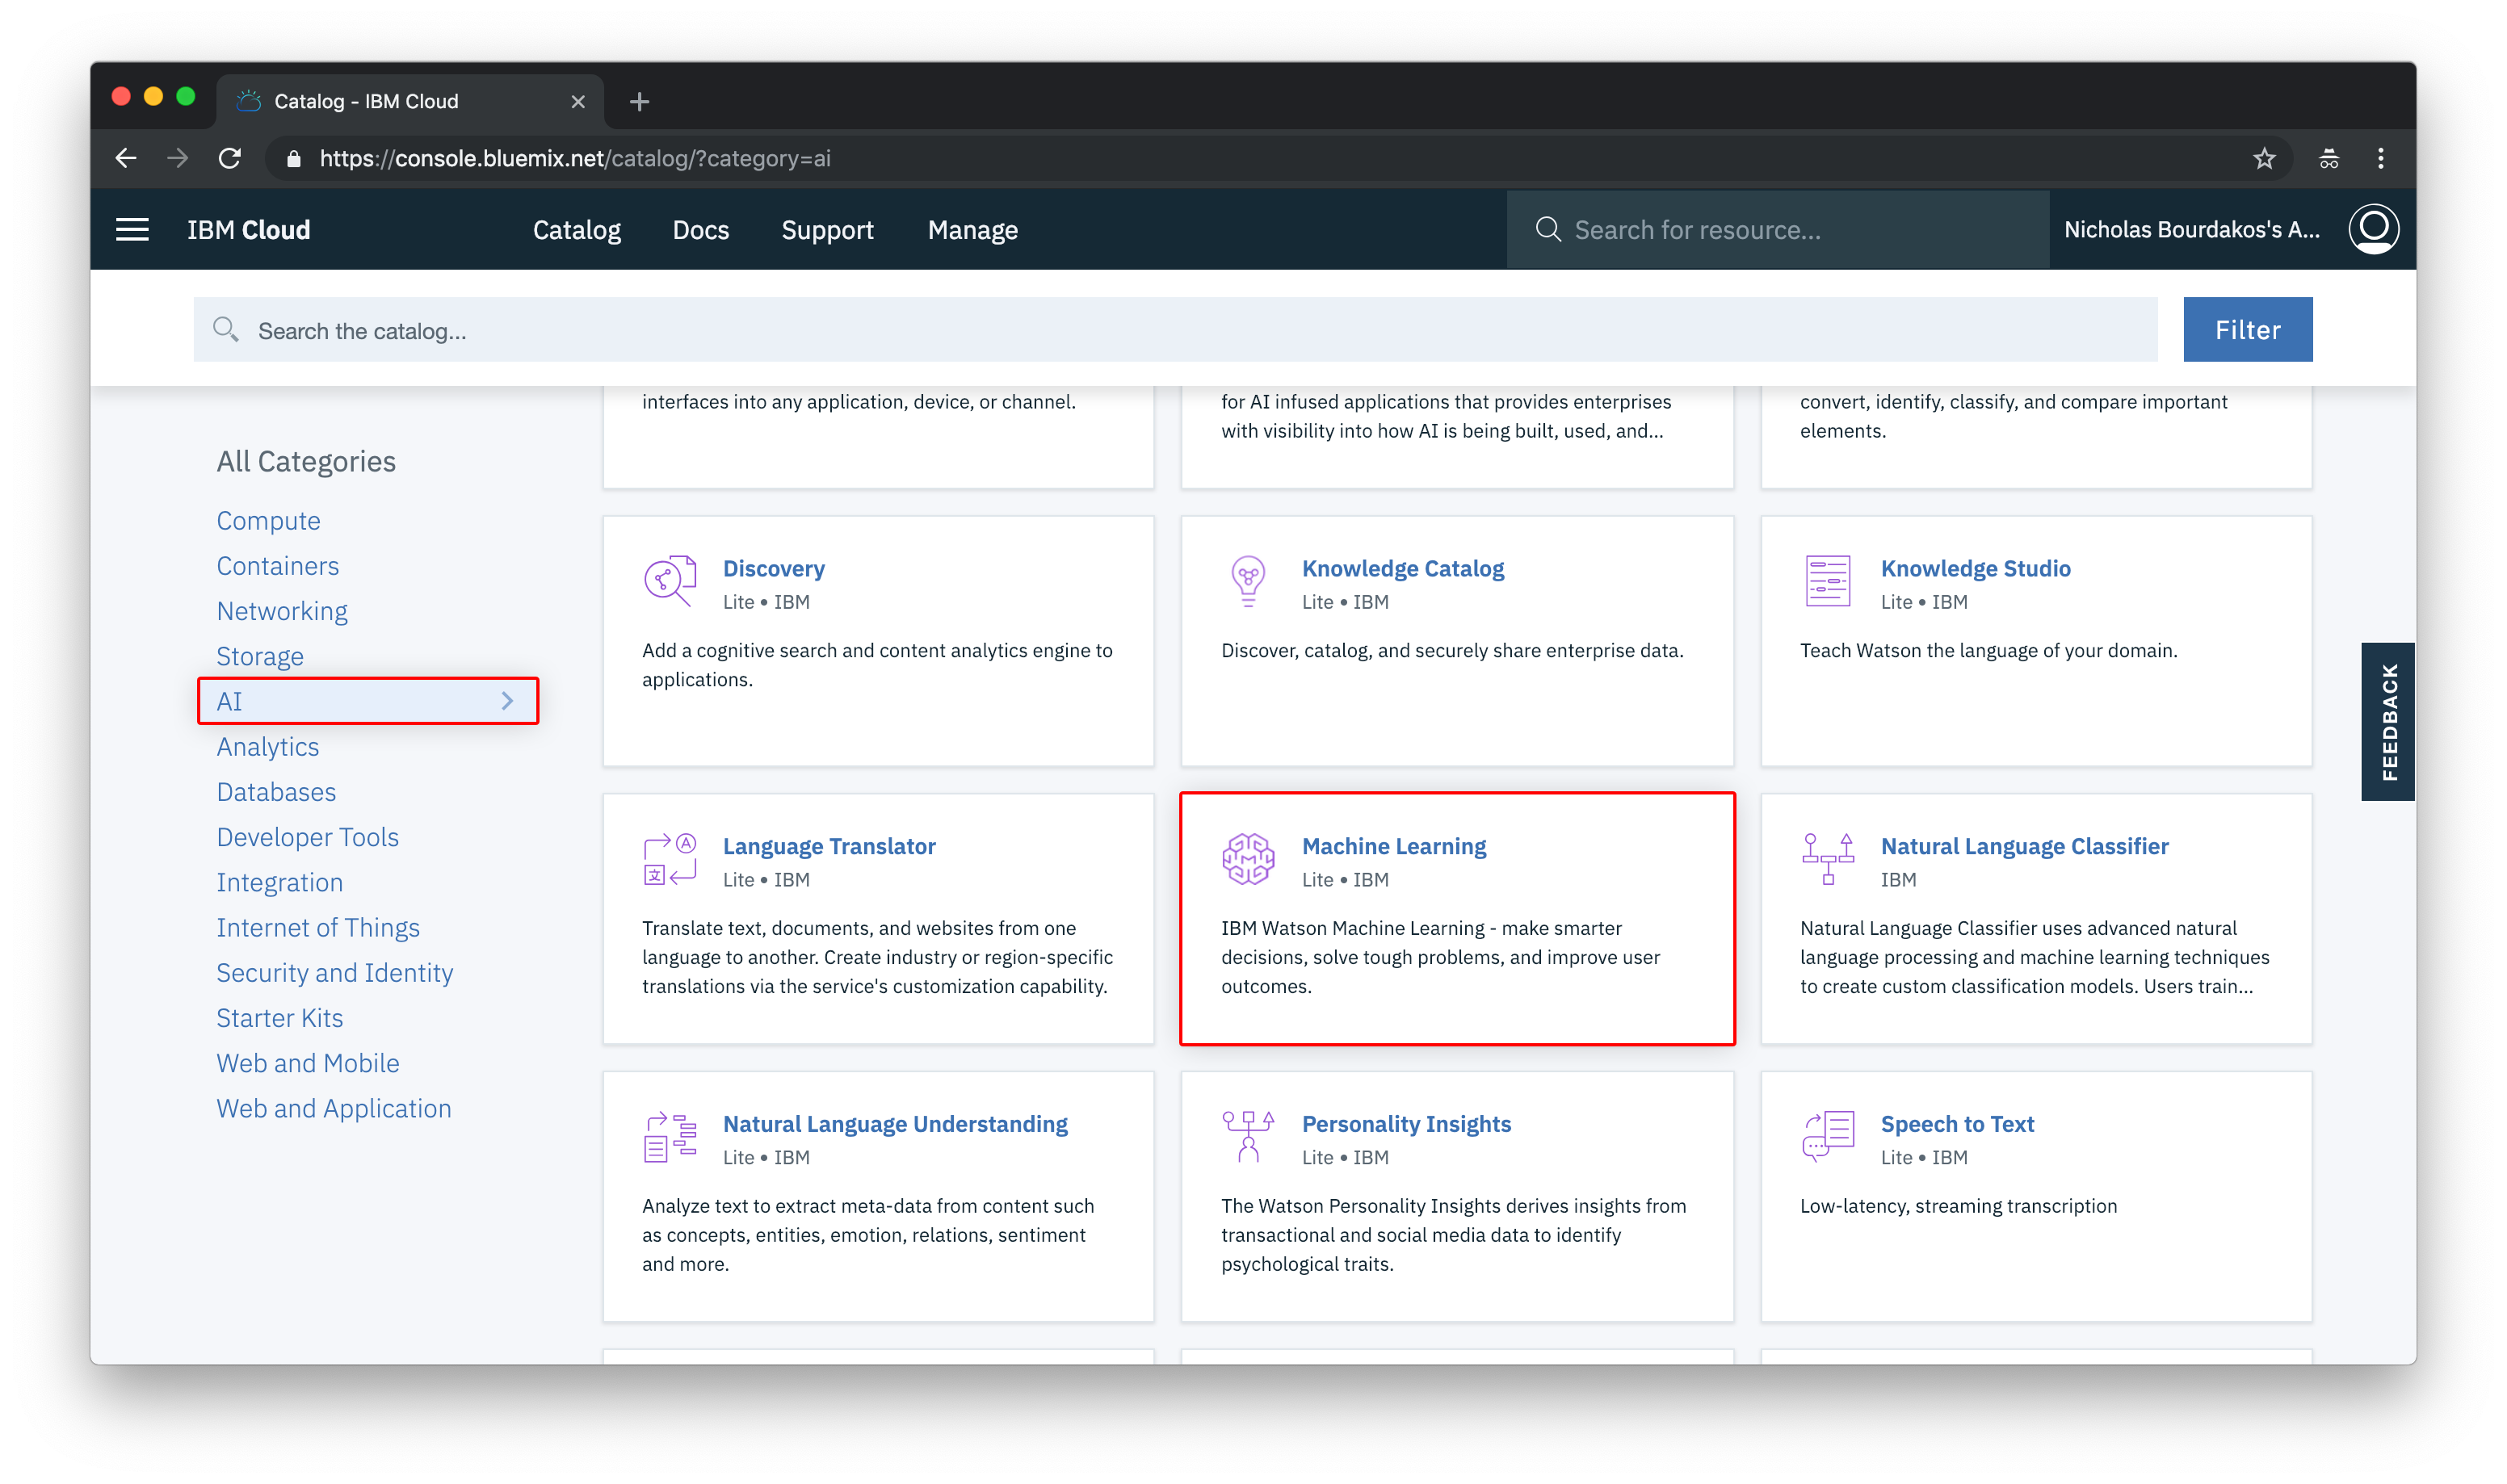 Catalog - IBM Cloud
https://console.bluemix.net/catalog/?category=ai
IBM Cloud
Catalog
Docs
Support
Manage
Search for resource...
Nicholas Bourdakos's A...
Search the catalog...
Filter
All Categories
Compute
Containers
Networking
Storage
AI
Analytics
Databases
Developer Tools
Integration
Internet of Things
Security and Identity
Starter Kits
Web and Mobile
Web and Application
interfaces into any application, device, or channel.
for AI infused applications that provides enterprises
with visibility into how AI is being built, used, and...
convert, identify, classify, and compare important
elements.
Discovery
Lite • IBM
Add a cognitive search and content analytics engine to
applications.
Knowledge Catalog
Lite • IBM
Discover, catalog, and securely share enterprise data.
Knowledge Studio
Lite • IBM
Teach Watson the language of your domain.
Language Translator
Lite • IBM
Translate text, documents, and websites from one
language to another. Create industry or region-specific
translations via the service's customization capability.
Machine Learning
Lite • IBM
IBM Watson Machine Learning - make smarter
decisions, solve tough problems, and improve user
outcomes.
Natural Language Classifier
IBM
Natural Language Classifier uses advanced natural
language processing and machine learning techniques
to create custom classification models. Users train...
Natural Language Understanding
Lite • IBM
Analyze text to extract meta-data from content such
as concepts, entities, emotion, relations, sentiment
and more.
Personality Insights
Lite • IBM
The Watson Personality Insights derives insights from
transactional and social media data to identify
psychological traits.
Speech to Text
Lite • IBM
Low-latency, streaming transcription
FEEDBACK